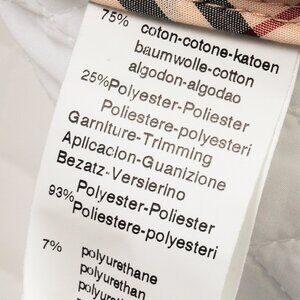 75% coton-cotone-katoen
baumwolle-cotton
algodon-algodao
25%Polyester-Poliester
Poliestere-polyesteri
Garniture-Trimming
Aplicacion-Guanizione
Bezatz-Versierino
93% Polyester-Poliester
Poliestere-polyesteri
7% polyurethane
polyurethan
polyuretha